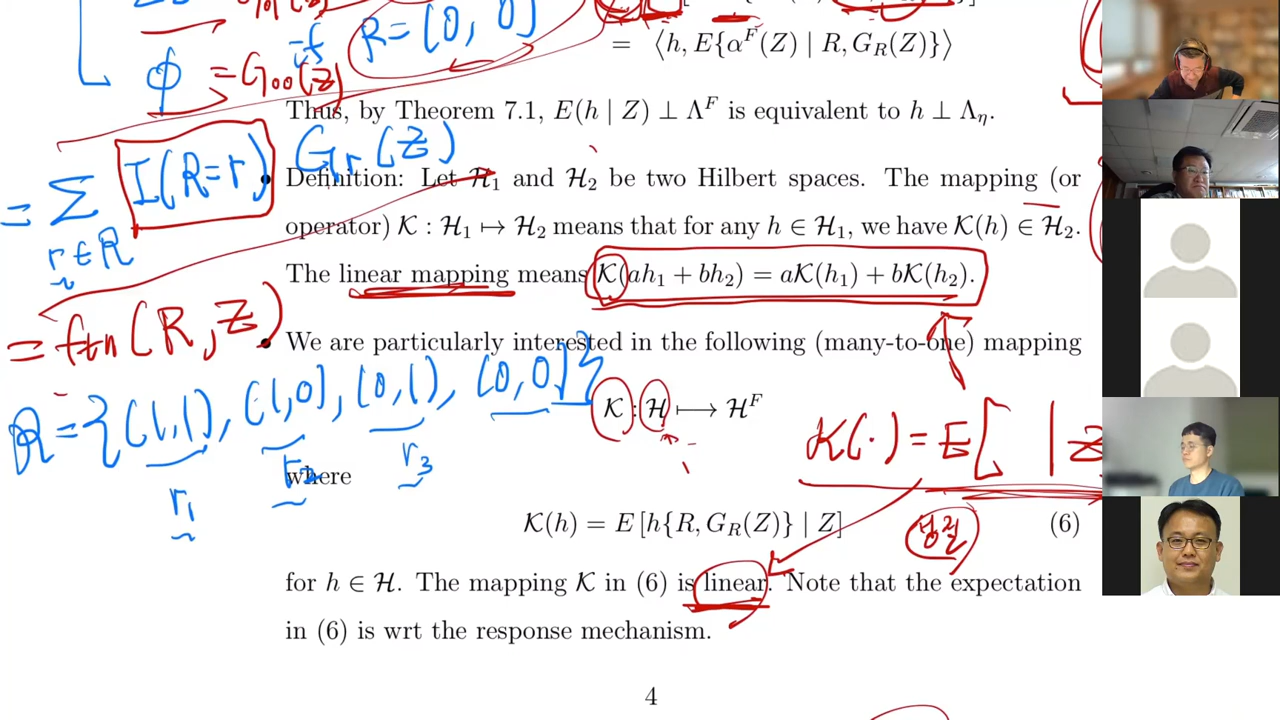 = G₀₀(Z)
ϕ
R = (0, 0)
= ⟨h, E{α^F(Z) | R, G_R(Z)}⟩
Thus, by Theorem 7.1, E(h | Z) ⊥ Λ^F is equivalent to h ⊥ Λ_η.
= Σ_{r∈R} I(R=r) G_r(Z)
• Definition: Let ℋ₁ and ℋ₂ be two Hilbert spaces. The mapping (or
operator) 𝒦 : ℋ₁ ↦ ℋ₂ means that for any h ∈ ℋ₁, we have 𝒦(h) ∈ ℋ₂.
The linear mapping means 𝒦(ah₁ + bh₂) = a𝒦(h₁) + b𝒦(h₂).
= ftn(R, Z)
• We are particularly interested in the following (many-to-one) mapping
R = {(1,1), (1,0), (0,1), (0,0)}
r₁ r₂ r₃
𝒦 : ℋ ⟼ ℋ^F
𝒦(·) = E[ | Z
where
𝒦(h) = E [h{R, G_R(Z)} | Z] (6)
성질
for h ∈ ℋ. The mapping 𝒦 in (6) is linear. Note that the expectation
in (6) is wrt the response mechanism.
4